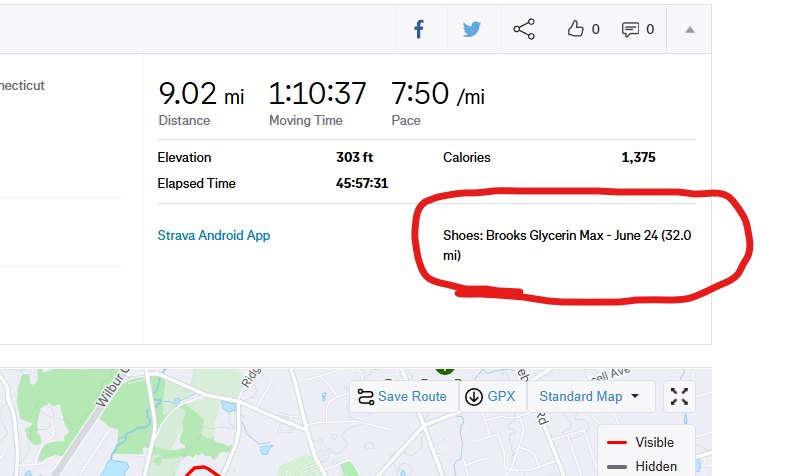 0
0
necticut
9.02 mi
1:10:37
7:50 /mi
Distance
Moving Time
Pace
Elevation
303 ft
Calories
1,375
Elapsed Time
45:57:31
Strava Android App
Shoes: Brooks Glycerin Max - June 24 (32.0
mi)
Wilbur C
Ridg
ell Ave
Rd
Save Route
GPX
Standard Map
Visible
Hidden